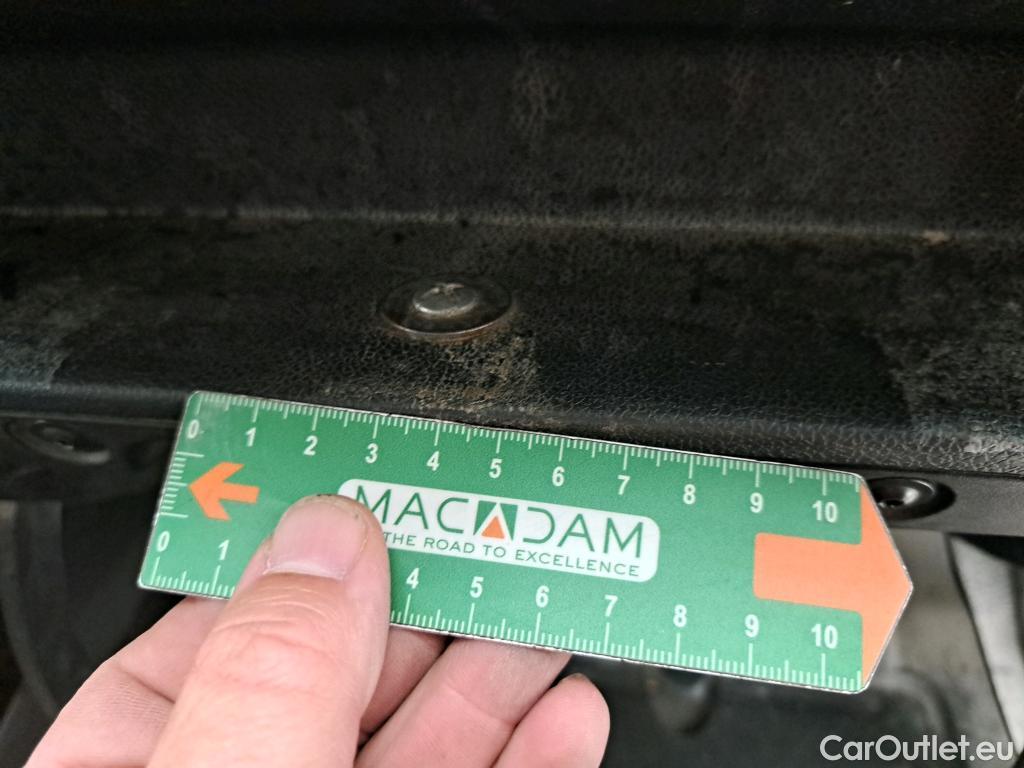 0 1 2 3 4 5 6 7 8 9 10
MACADAM
THE ROAD TO EXCELLENCE
0 1 4 5 6 7 8 9 10
CarOutlet.eu